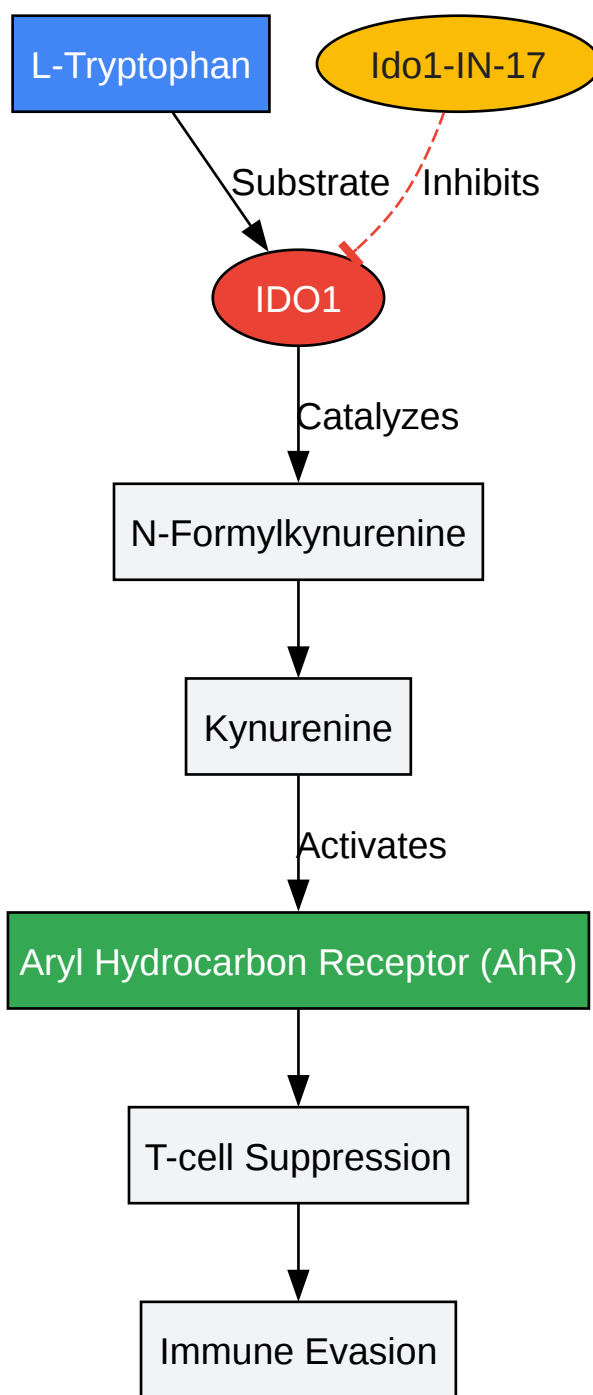 L-Tryptophan
Ido1-IN-17
Substrate
Inhibits
IDO1
Catalyzes
N-Formylkynurenine
Kynurenine
Activates
Aryl Hydrocarbon Receptor (AhR)
T-cell Suppression
Immune Evasion